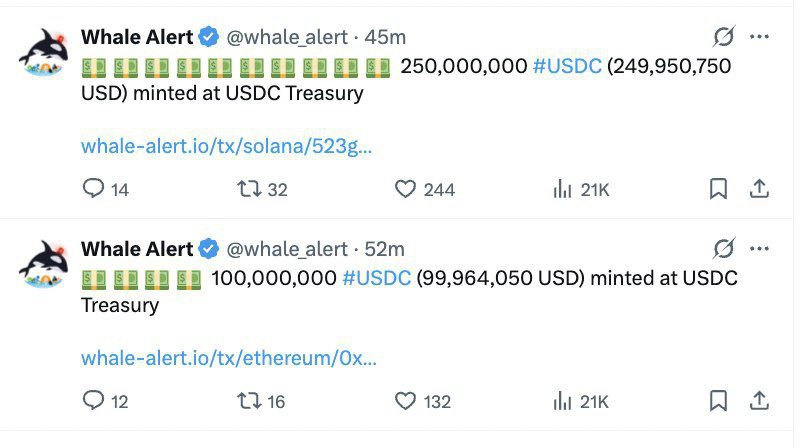 Whale Alert @whale_alert · 45m
💵 💵 💵 💵 💵 💵 💵 💵 💵 💵 250,000,000 #USDC (249,950,750
USD) minted at USDC Treasury
whale-alert.io/tx/solana/523g...
14 32 244 21K
Whale Alert @whale_alert · 52m
💵 💵 💵 💵 100,000,000 #USDC (99,964,050 USD) minted at USDC
Treasury
whale-alert.io/tx/ethereum/0x...
12 16 132 21K